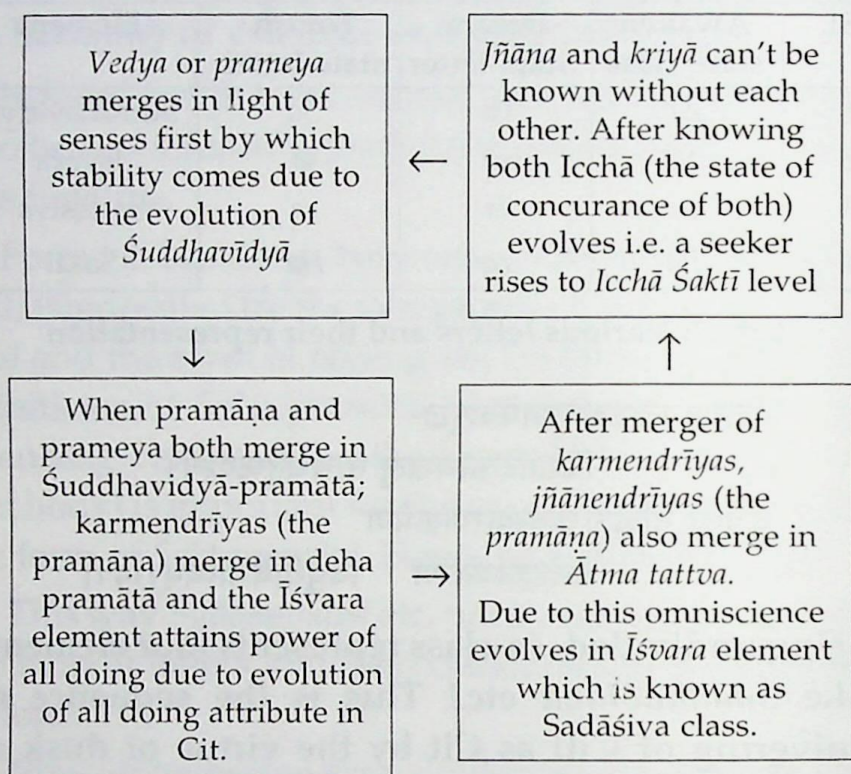 Vedya or prameya
merges in light of
senses first by which
stability comes due to
the evolution of
Śuddhavīdyā
Jñāna and kriyā can't be
known without each
other. After knowing
both Icchā (the state of
concurance of both)
evolves i.e. a seeker
rises to Icchā Śaktī level
When pramāṇa and
prameya both merge in
Śuddhavidyā-pramātā;
karmendriyas (the
pramāṇa) merge in deha
pramātā and the Īśvara
element attains power of
all doing due to evolution
of all doing attribute in
Cit.
After merger of
karmendrīyas,
jñānendrīyas (the
pramāṇa) also merge in
Ātma tattva.
Due to this omniscience
evolves in Īśvara element
which is known as
Sadāśiva class.